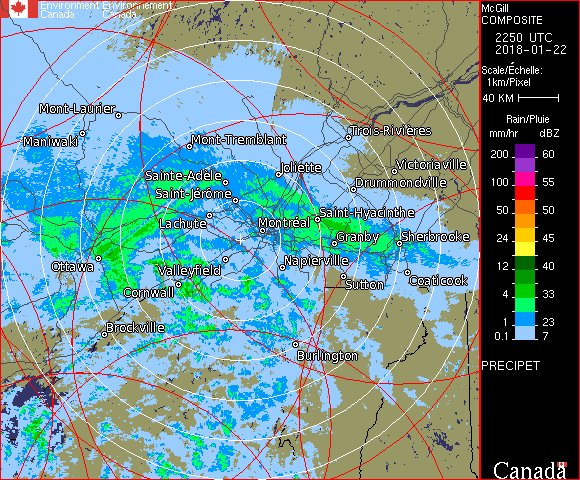 Environment Environnement
Canada Canada
McGill
COMPOSITE
2250 UTC
2018-01-22
Scale/Échelle:
1km/Pixel
40 KM
Rain/Pluie
mm/hr dBZ
200 60
100 55
50 50
24 45
12 40
4 33
1 23
0.1 7
PRECIPET
Canada
Mont-Laurier
Maniwaki
Mont-Tremblant
Trois-Rivières
Sainte-Adèle
Joliette
Victoriaville
Saint-Jérôme
Drummondville
Lachute
Montréal
Saint-Hyacinthe
Granby
Sherbrooke
Ottawa
Valleyfield
Napierville
Cornwall
Sutton
Coaticook
Brockville
Burlington